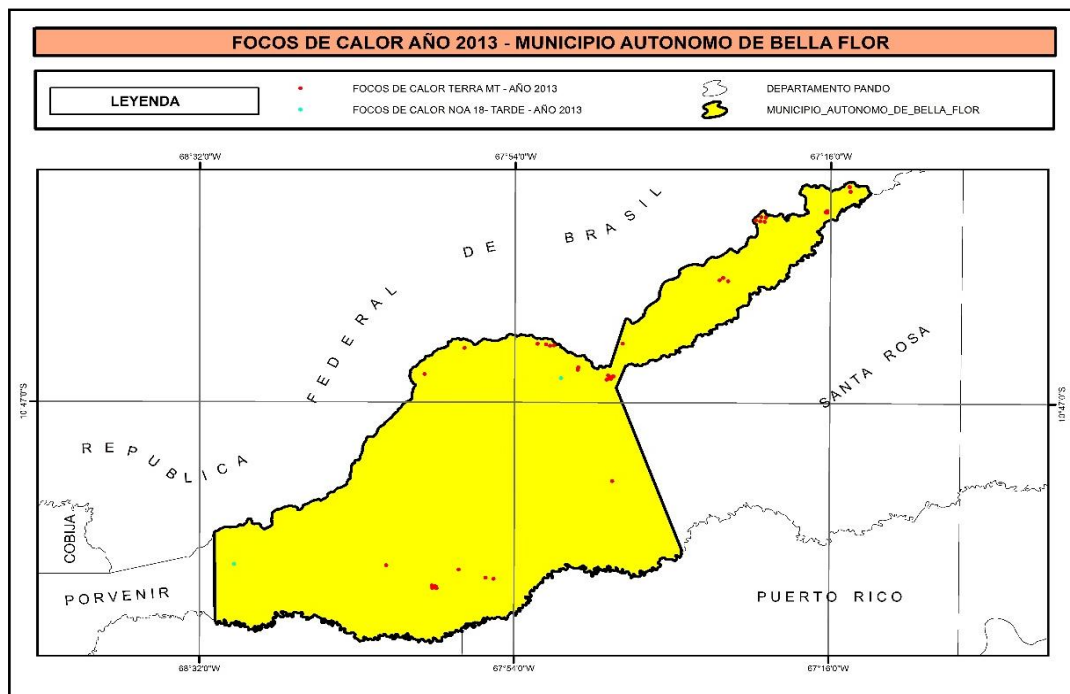 FOCOS DE CALOR AÑO 2013 - MUNICIPIO AUTONOMO DE BELLA FLOR
LEYENDA
FOCOS DE CALOR TERRA MT - AÑO 2013
FOCOS DE CALOR NOA 18- TARDE - AÑO 2013
DEPARTAMENTO PANDO
MUNICIPIO_AUTONOMO_DE_BELLA_FLOR
68°32'0"W
67°54'0"W
67°16'0"W
REPUBLICA FEDERAL DE BRASIL
SANTA ROSA
10°47'0"S
10°47'0"S
COBIJA
PORVENIR
PUERTO RICO
68°32'0"W
67°54'0"W
67°16'0"W